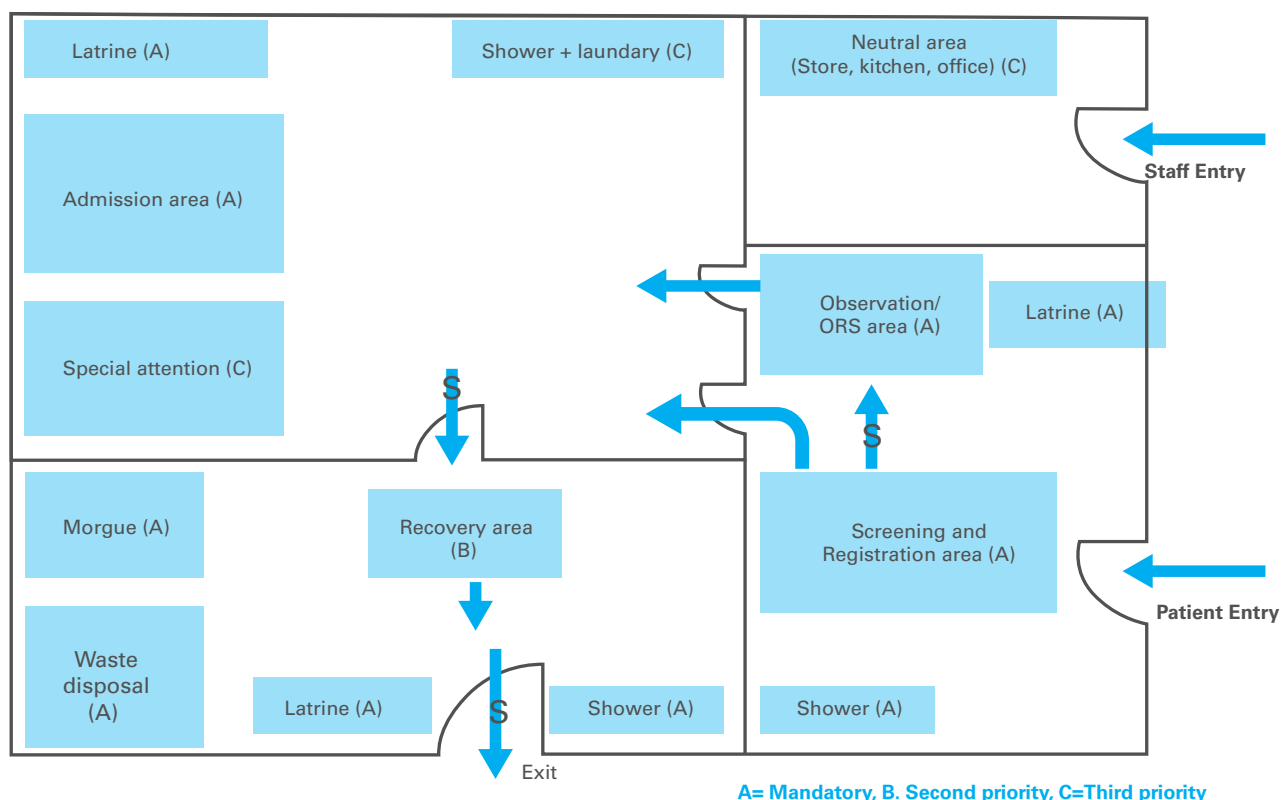 Latrine (A)
Shower + laundary (C)
Neutral area
(Store, kitchen, office) (C)
Staff Entry
Admission area (A)
Observation/
ORS area (A)
Latrine (A)
Special attention (C)
S
S
Morgue (A)
Recovery area
(B)
Screening and
Registration area (A)
Patient Entry
Waste
disposal
(A)
Latrine (A)
S
Shower (A)
Shower (A)
Exit
A= Mandatory, B. Second priority, C=Third priority